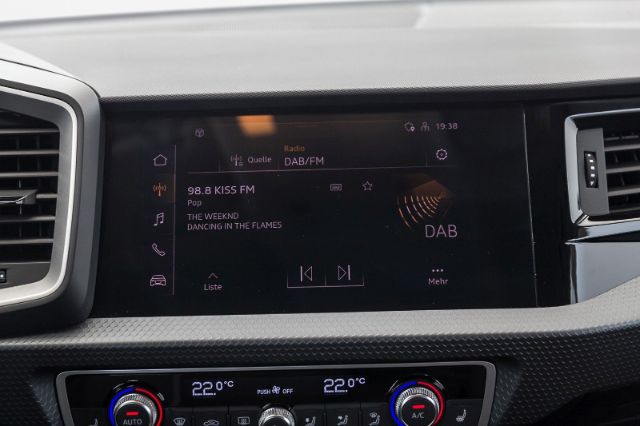 19:38
Radio
Quelle DAB/FM
98.8 KISS FM
Pop
THE WEEKND
DANCING IN THE FLAMES
DAB
Liste
Mehr
22.0°C PUSH OFF 22.0°C
AUTO A/C